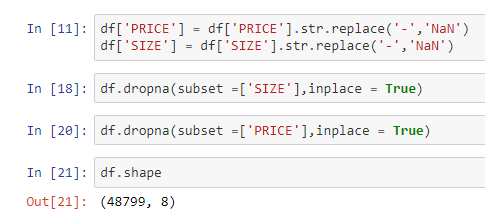 In [11]: df['PRICE'] = df['PRICE'].str.replace('-','NaN')
df['SIZE'] = df['SIZE'].str.replace('-','NaN')
In [18]: df.dropna(subset =['SIZE'],inplace = True)
In [20]: df.dropna(subset =['PRICE'],inplace = True)
In [21]: df.shape
Out[21]: (48799, 8)